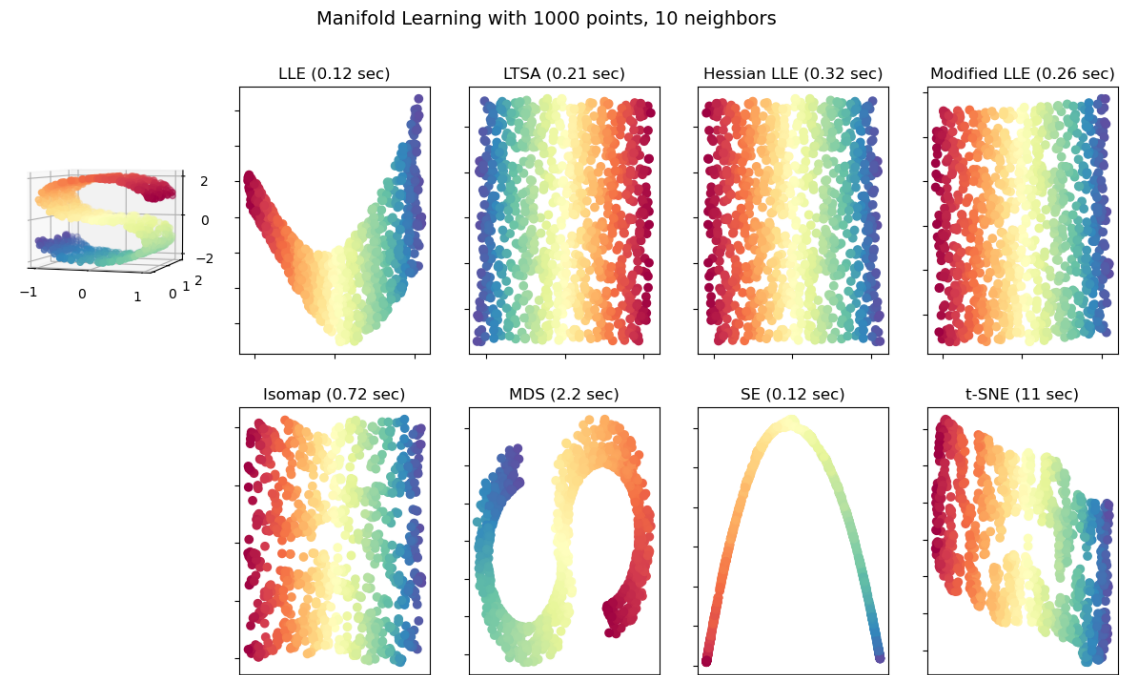 Manifold Learning with 1000 points, 10 neighbors
LLE (0.12 sec)
LTSA (0.21 sec)
Hessian LLE (0.32 sec)
Modified LLE (0.26 sec)
2
0
−2
−1
0
1
0
1
2
Isomap (0.72 sec)
MDS (2.2 sec)
SE (0.12 sec)
t-SNE (11 sec)